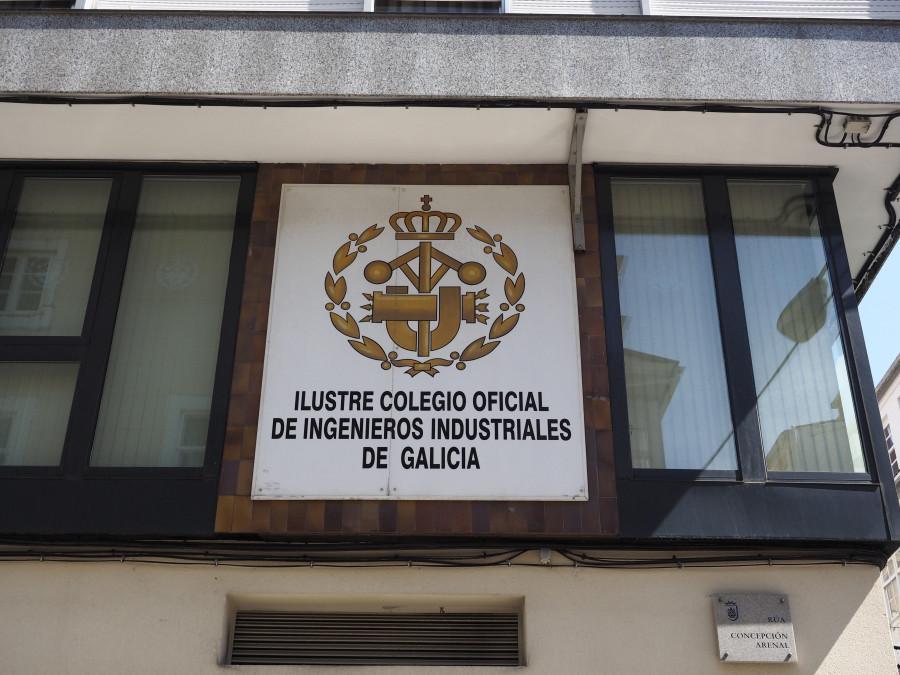 ILUSTRE COLEGIO OFICIAL
DE INGENIEROS INDUSTRIALES
DE GALICIA
RÚA
CONCEPCIÓN
ARENAL